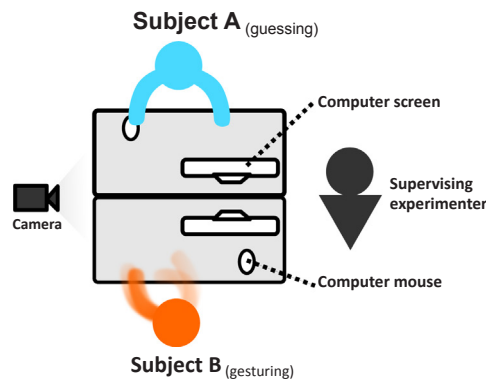 Subject A (guessing)
Computer screen
Camera
Supervising
experimenter
Computer mouse
Subject B (gesturing)